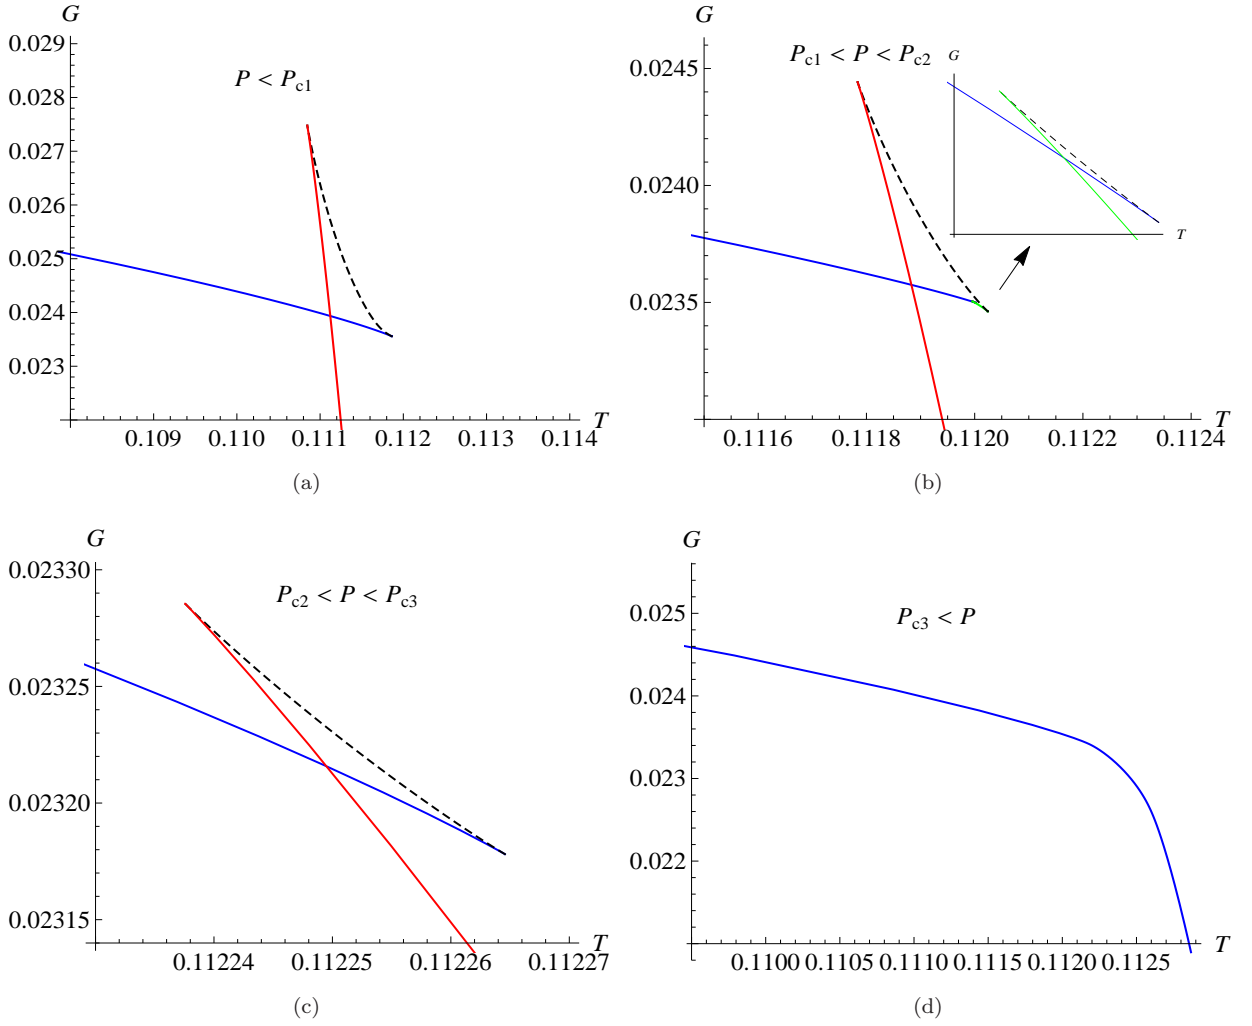 G
0.029
P < Pc1
0.028
0.027
0.026
0.025
0.024
0.023
0.109 0.110 0.111 0.112 0.113 0.114 T
(a)
G
Pc1 < P < Pc2
G
0.0245
0.0240
T
0.0235
0.1116 0.1118 0.1120 0.1122 0.1124 T
(b)
G
0.02330
Pc2 < P < Pc3
0.02325
0.02320
0.02315
0.11224 0.11225 0.11226 0.11227 T
(c)
G
Pc3 < P
0.025
0.024
0.023
0.022
0.1100 0.1105 0.1110 0.1115 0.1120 0.1125 T
(d)